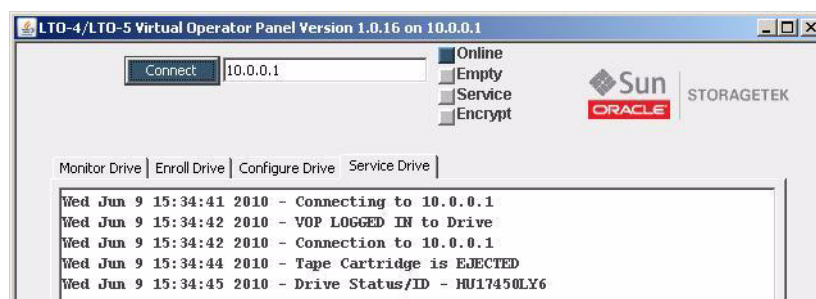 LTO-4/LTO-5 Virtual Operator Panel Version 1.0.16 on 10.0.0.1
Connect 10.0.0.1
Online
Empty
Service
Encrypt
Sun
ORACLE
STORAGETEK
Monitor Drive Enroll Drive Configure Drive Service Drive
Wed Jun 9 15:34:41 2010 - Connecting to 10.0.0.1
Wed Jun 9 15:34:42 2010 - VOP LOGGED IN to Drive
Wed Jun 9 15:34:42 2010 - Connection to 10.0.0.1
Wed Jun 9 15:34:44 2010 - Tape Cartridge is EJECTED
Wed Jun 9 15:34:45 2010 - Drive Status/ID - HU17450LY6